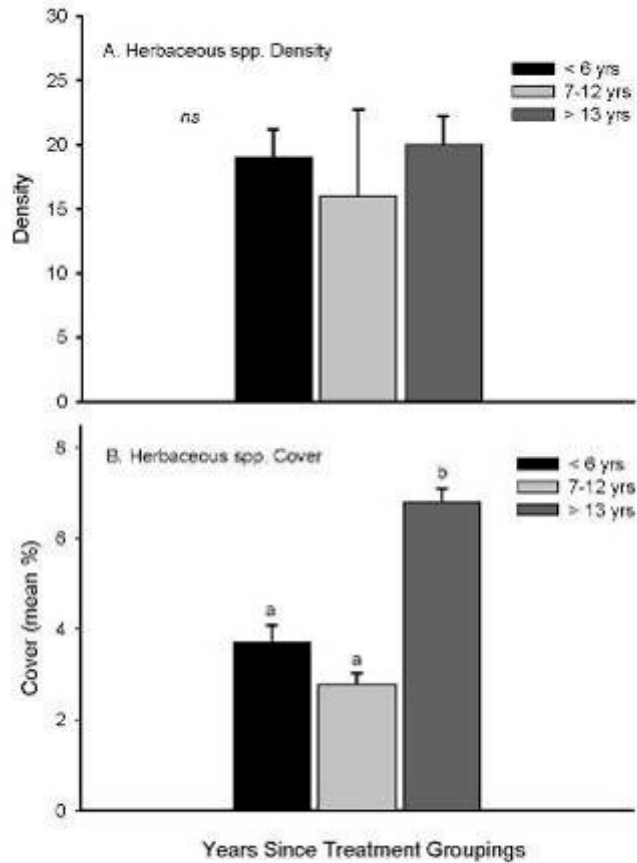 30
A. Herbaceous spp. Density
< 6 yrs
25
7-12 yrs
> 13 yrs
ns
20
15
Density
10
5
0
8
B. Herbaceous spp. Cover
b
< 6 yrs
7-12 yrs
> 13 yrs
6
Cover (mean %)
a
4
a
2
0
Years Since Treatment Groupings